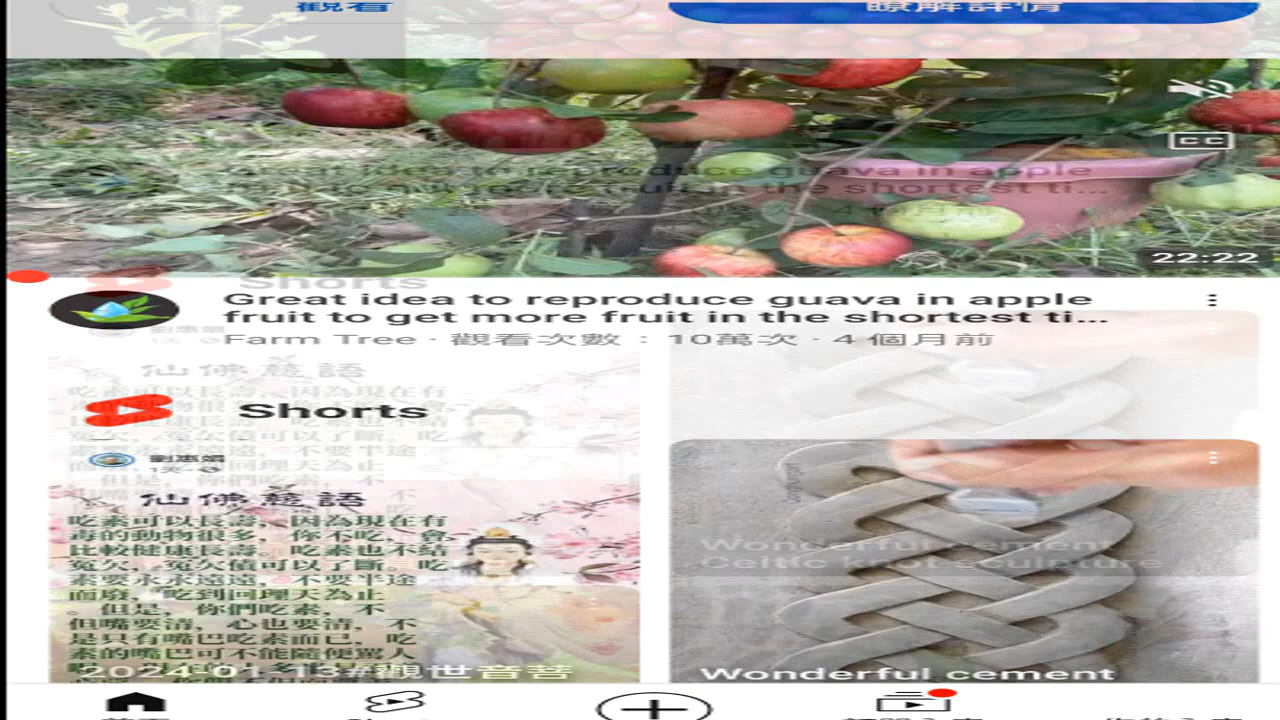 觀看
瞭解詳情
CC
22:22
Great idea to reproduce guava in apple
fruit to get more fruit in the shortest ti...
Farm Tree · 觀看次數：10萬次 · 4 個月前
Shorts
劉惠娟
1天
仙佛慈語
吃素可以長壽，因為現在有
毒的動物很多，你不吃，會
比較健康長壽。吃素也不結
冤欠，冤欠債可以了斷。吃
素要永永遠遠，不要半途
而廢，吃到回理天為止
。但是，你們吃素，不
但嘴要清，心也要清，不
是只有嘴巴吃素而已，吃
素的嘴巴可不能隨便罵人
2024-01-13#觀世音菩
Wonderful cement
Celtic knot sculpture
Wonderful cement